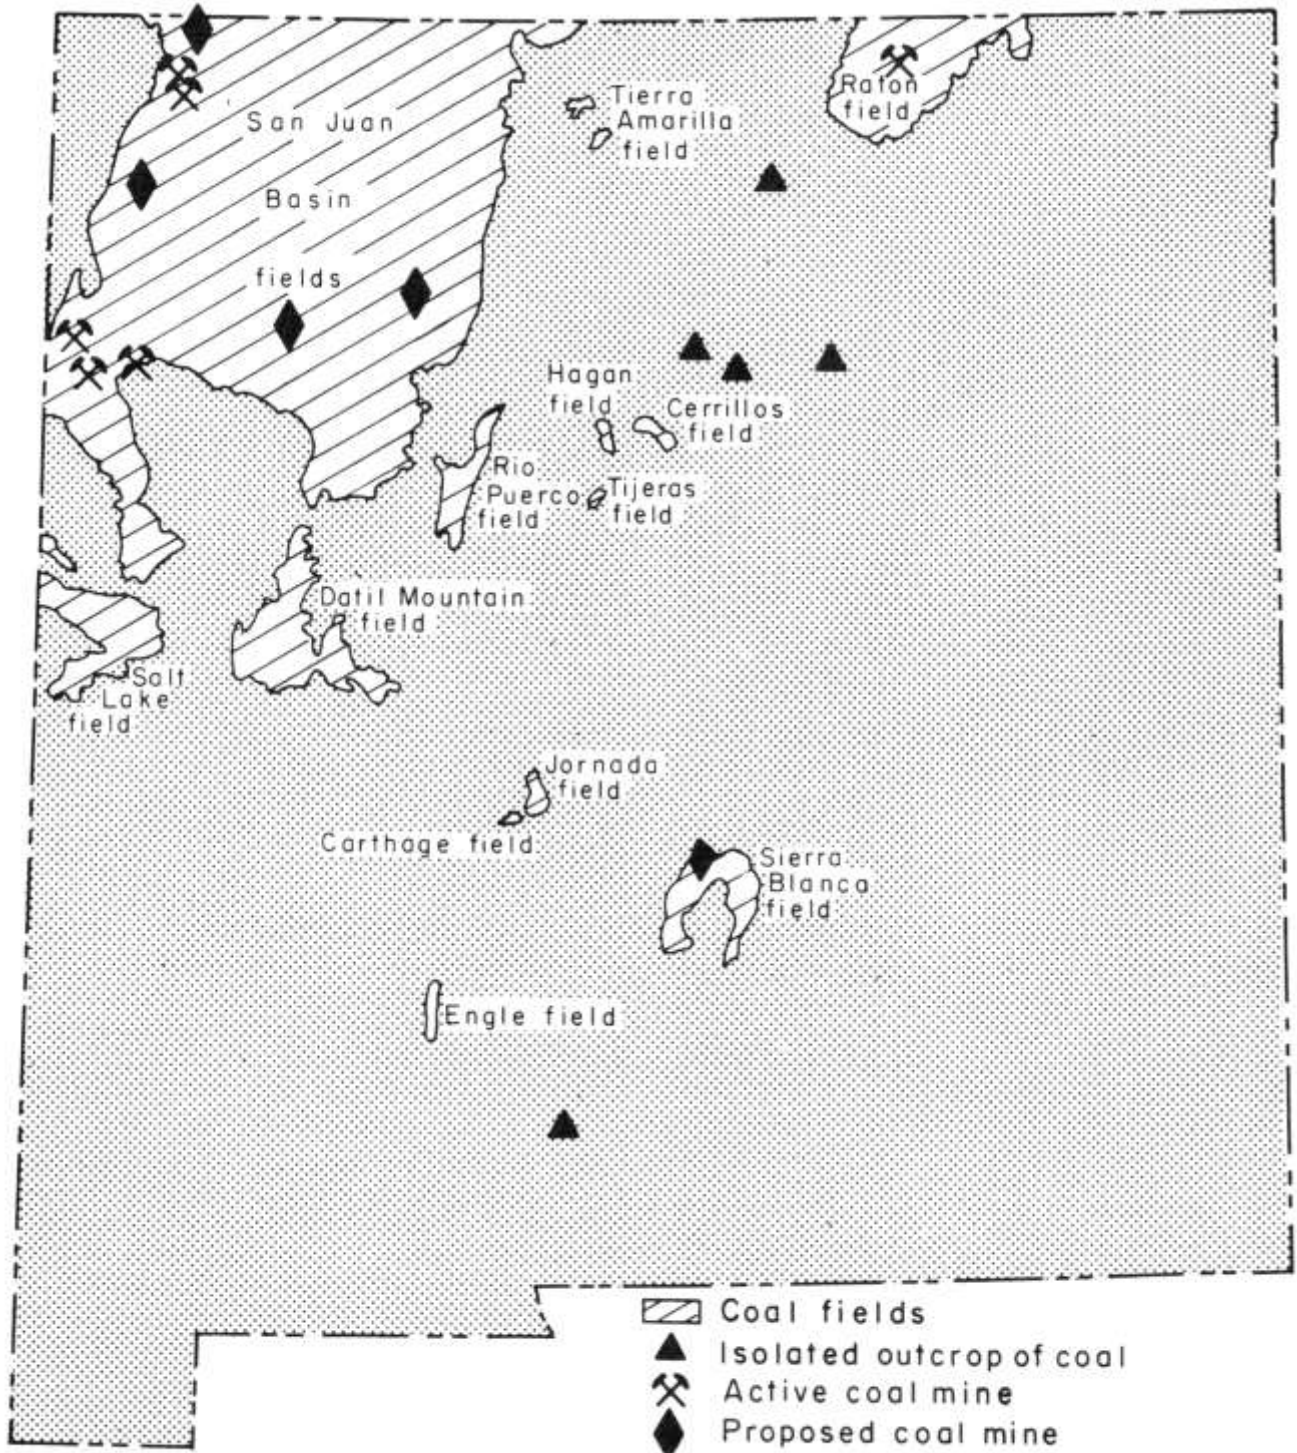 San Juan
Basin
fields
Tierra
Amarilla
field
Raton
field
Hagan
field
Cerrillos
field
Rio
Puerco
field
Tijeras
field
Datil Mountain
field
Salt
Lake
field
Jornada
field
Carthage field
Sierra
Blanca
field
Engle field
Coal fields
Isolated outcrop of coal
Active coal mine
Proposed coal mine